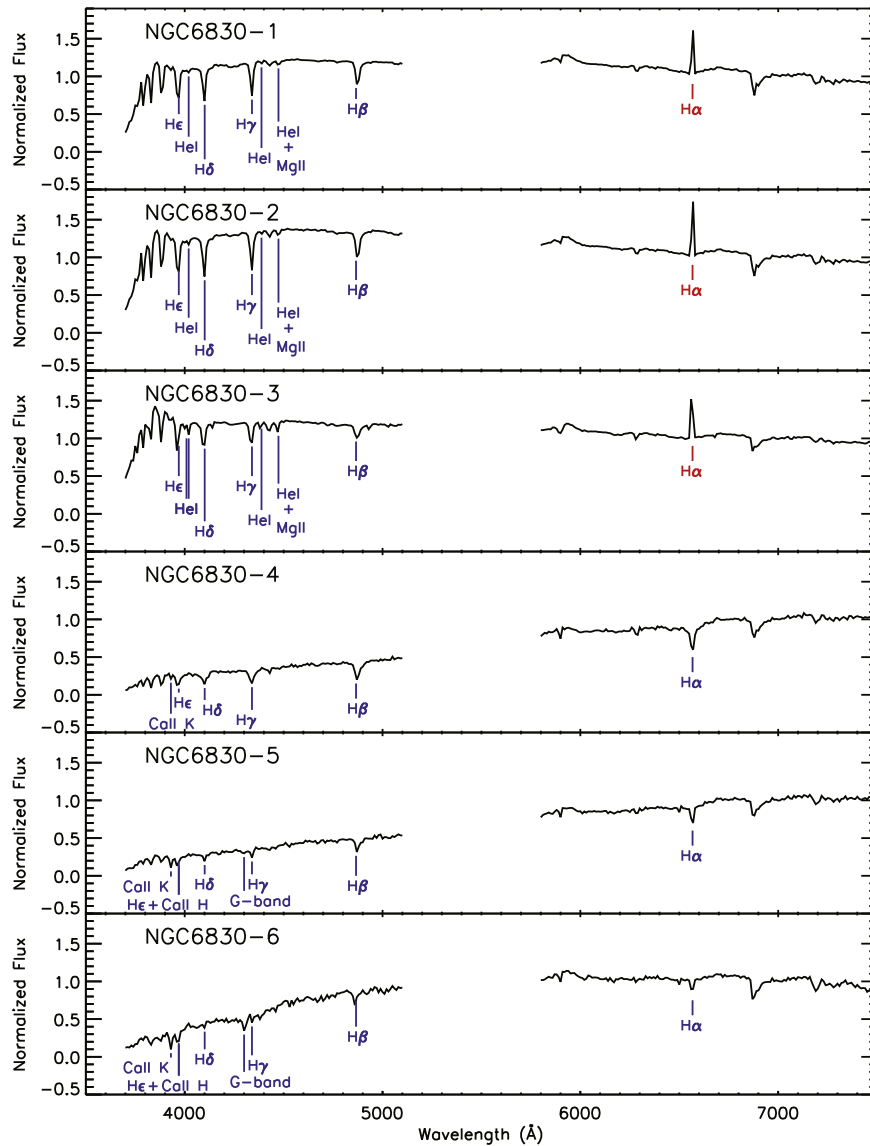 NGC6830-1
Normalized Flux
1.5
1.0
0.5
0.0
-0.5
Hε
HeI
Hδ
Hγ
HeI
HeI
+
MgII
Hβ
Hα
NGC6830-2
Normalized Flux
1.5
1.0
0.5
0.0
-0.5
Hε
HeI
Hδ
Hγ
HeI
HeI
+
MgII
Hβ
Hα
NGC6830-3
Normalized Flux
1.5
1.0
0.5
0.0
-0.5
Hε
HeI
Hδ
Hγ
HeI
HeI
+
MgII
Hβ
Hα
NGC6830-4
Normalized Flux
1.5
1.0
0.5
0.0
-0.5
CaII K
Hε
Hδ
Hγ
Hβ
Hα
NGC6830-5
Normalized Flux
1.5
1.0
0.5
0.0
-0.5
CaII K
Hε+CaII H
Hδ
G-band
Hγ
Hβ
Hα
NGC6830-6
Normalized Flux
1.5
1.0
0.5
0.0
-0.5
CaII K
Hε+CaII H
Hδ
G-band
Hγ
Hβ
Hα
4000 5000 6000 7000
Wavelength (Å)